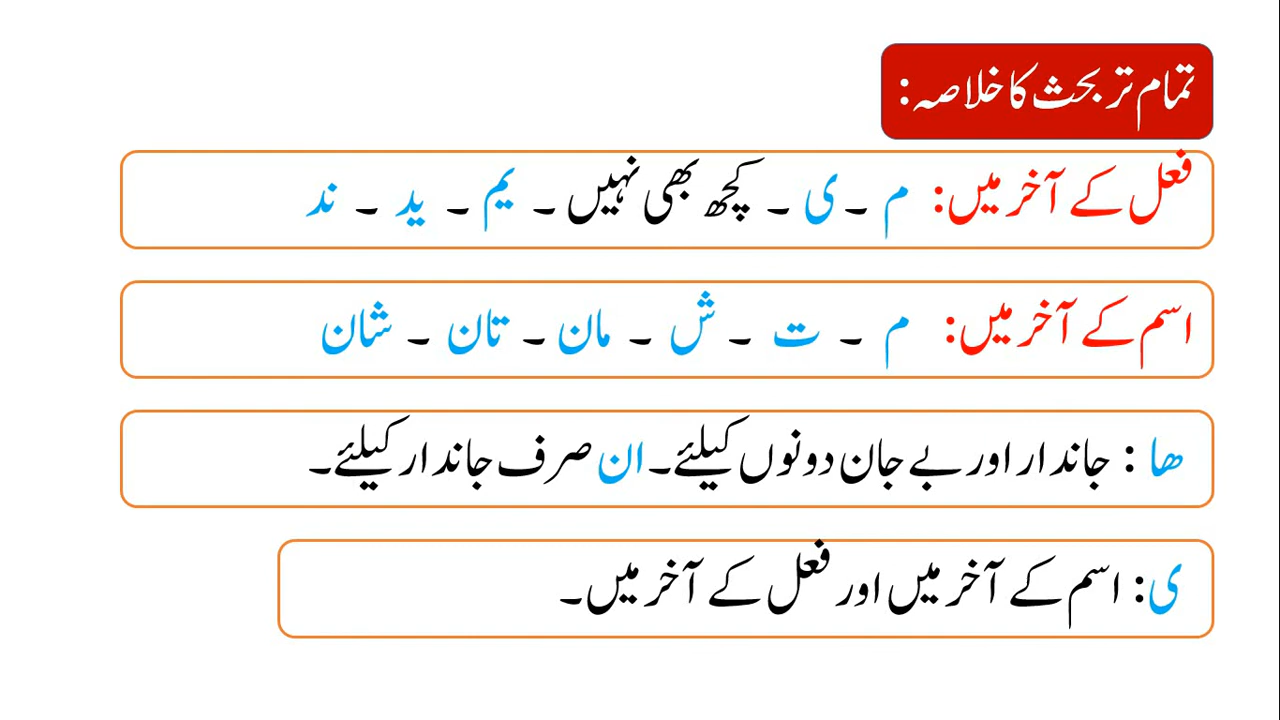 تمام تر بحث کا خلاصہ:
فعل کے آخر میں: م ۔ ی ۔ کچھ بھی نہیں ۔ یم ۔ ید ۔ ند
اسم کے آخر میں: م ۔ ت ۔ ش ۔ مان ۔ تان ۔ شان
ھا : جاندار اور بے جان دونوں کیلئے۔ ان صرف جاندار کیلئے۔
ی: اسم کے آخر میں اور فعل کے آخر میں۔